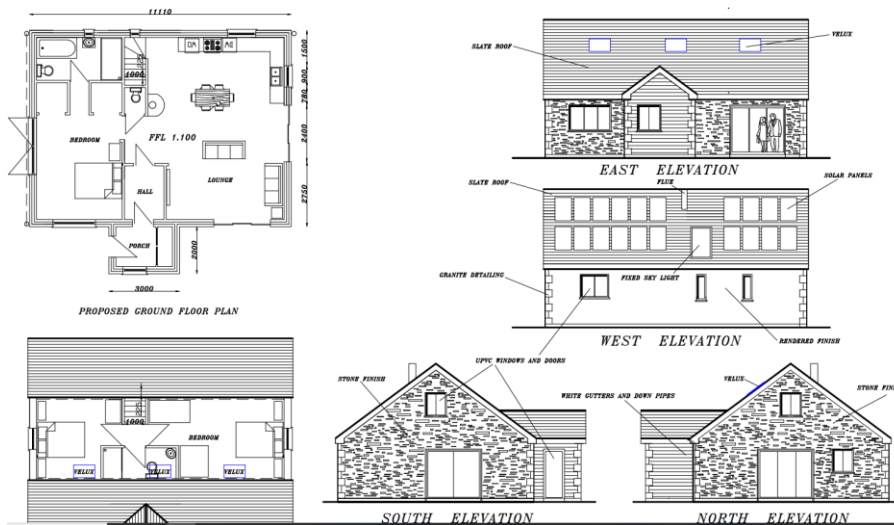 11110
1000
BEDROOM
FFL 1.100
HALL
LOUNGE
PORCH
1500
900
780
2400
2750
2000
3000
PROPOSED GROUND FLOOR PLAN
1000
BEDROOM
VELUX
VELUX
VELUX
SLATE ROOF
VELUX
EAST ELEVATION
SLATE ROOF
FLUE
SOLAR PANELS
GRANITE DETAILING
FIXED SKY LIGHT
WEST ELEVATION
RENDERED FINISH
UPVC WINDOWS AND DOORS
STONE FINISH
WHITE GUTTERS AND DOWN PIPES
VELUX
STONE FIN
SOUTH ELEVATION
NORTH ELEVATION